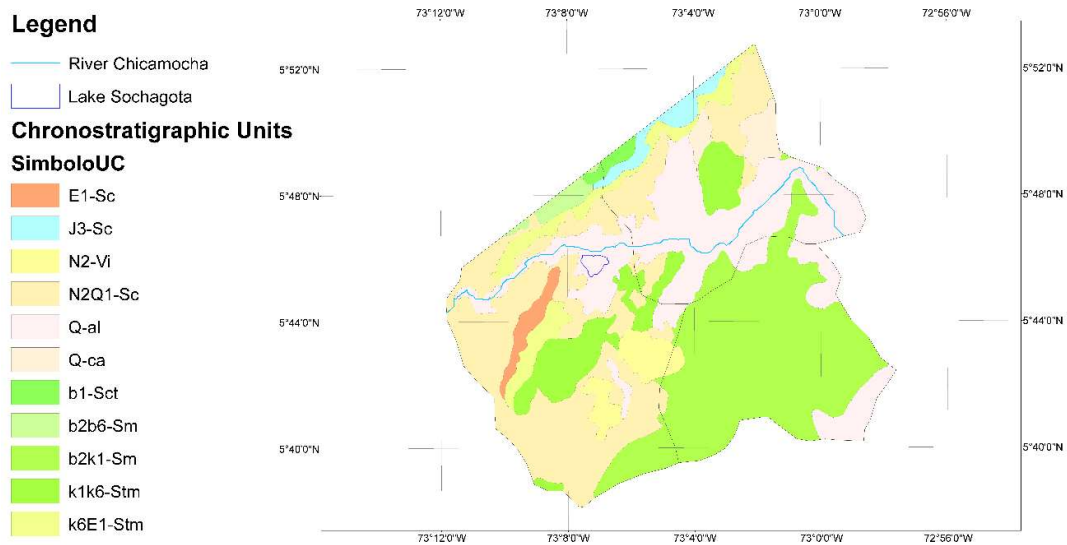 Legend
River Chicamocha
Lake Sochagota
Chronostratigraphic Units
SimboloUC
E1-Sc
J3-Sc
N2-Vi
N2Q1-Sc
Q-al
Q-ca
b1-Sct
b2b6-Sm
b2k1-Sm
k1k6-Stm
k6E1-Stm
73°12'0"W 73°8'0"W 73°4'0"W 73°0'0"W 72°56'0"W
5°52'0"N 5°52'0"N
5°48'0"N 5°48'0"N
5°44'0"N 5°44'0"N
5°40'0"N 5°40'0"N
73°12'0"W 73°8'0"W 73°4'0"W 73°0'0"W 72°56'0"W